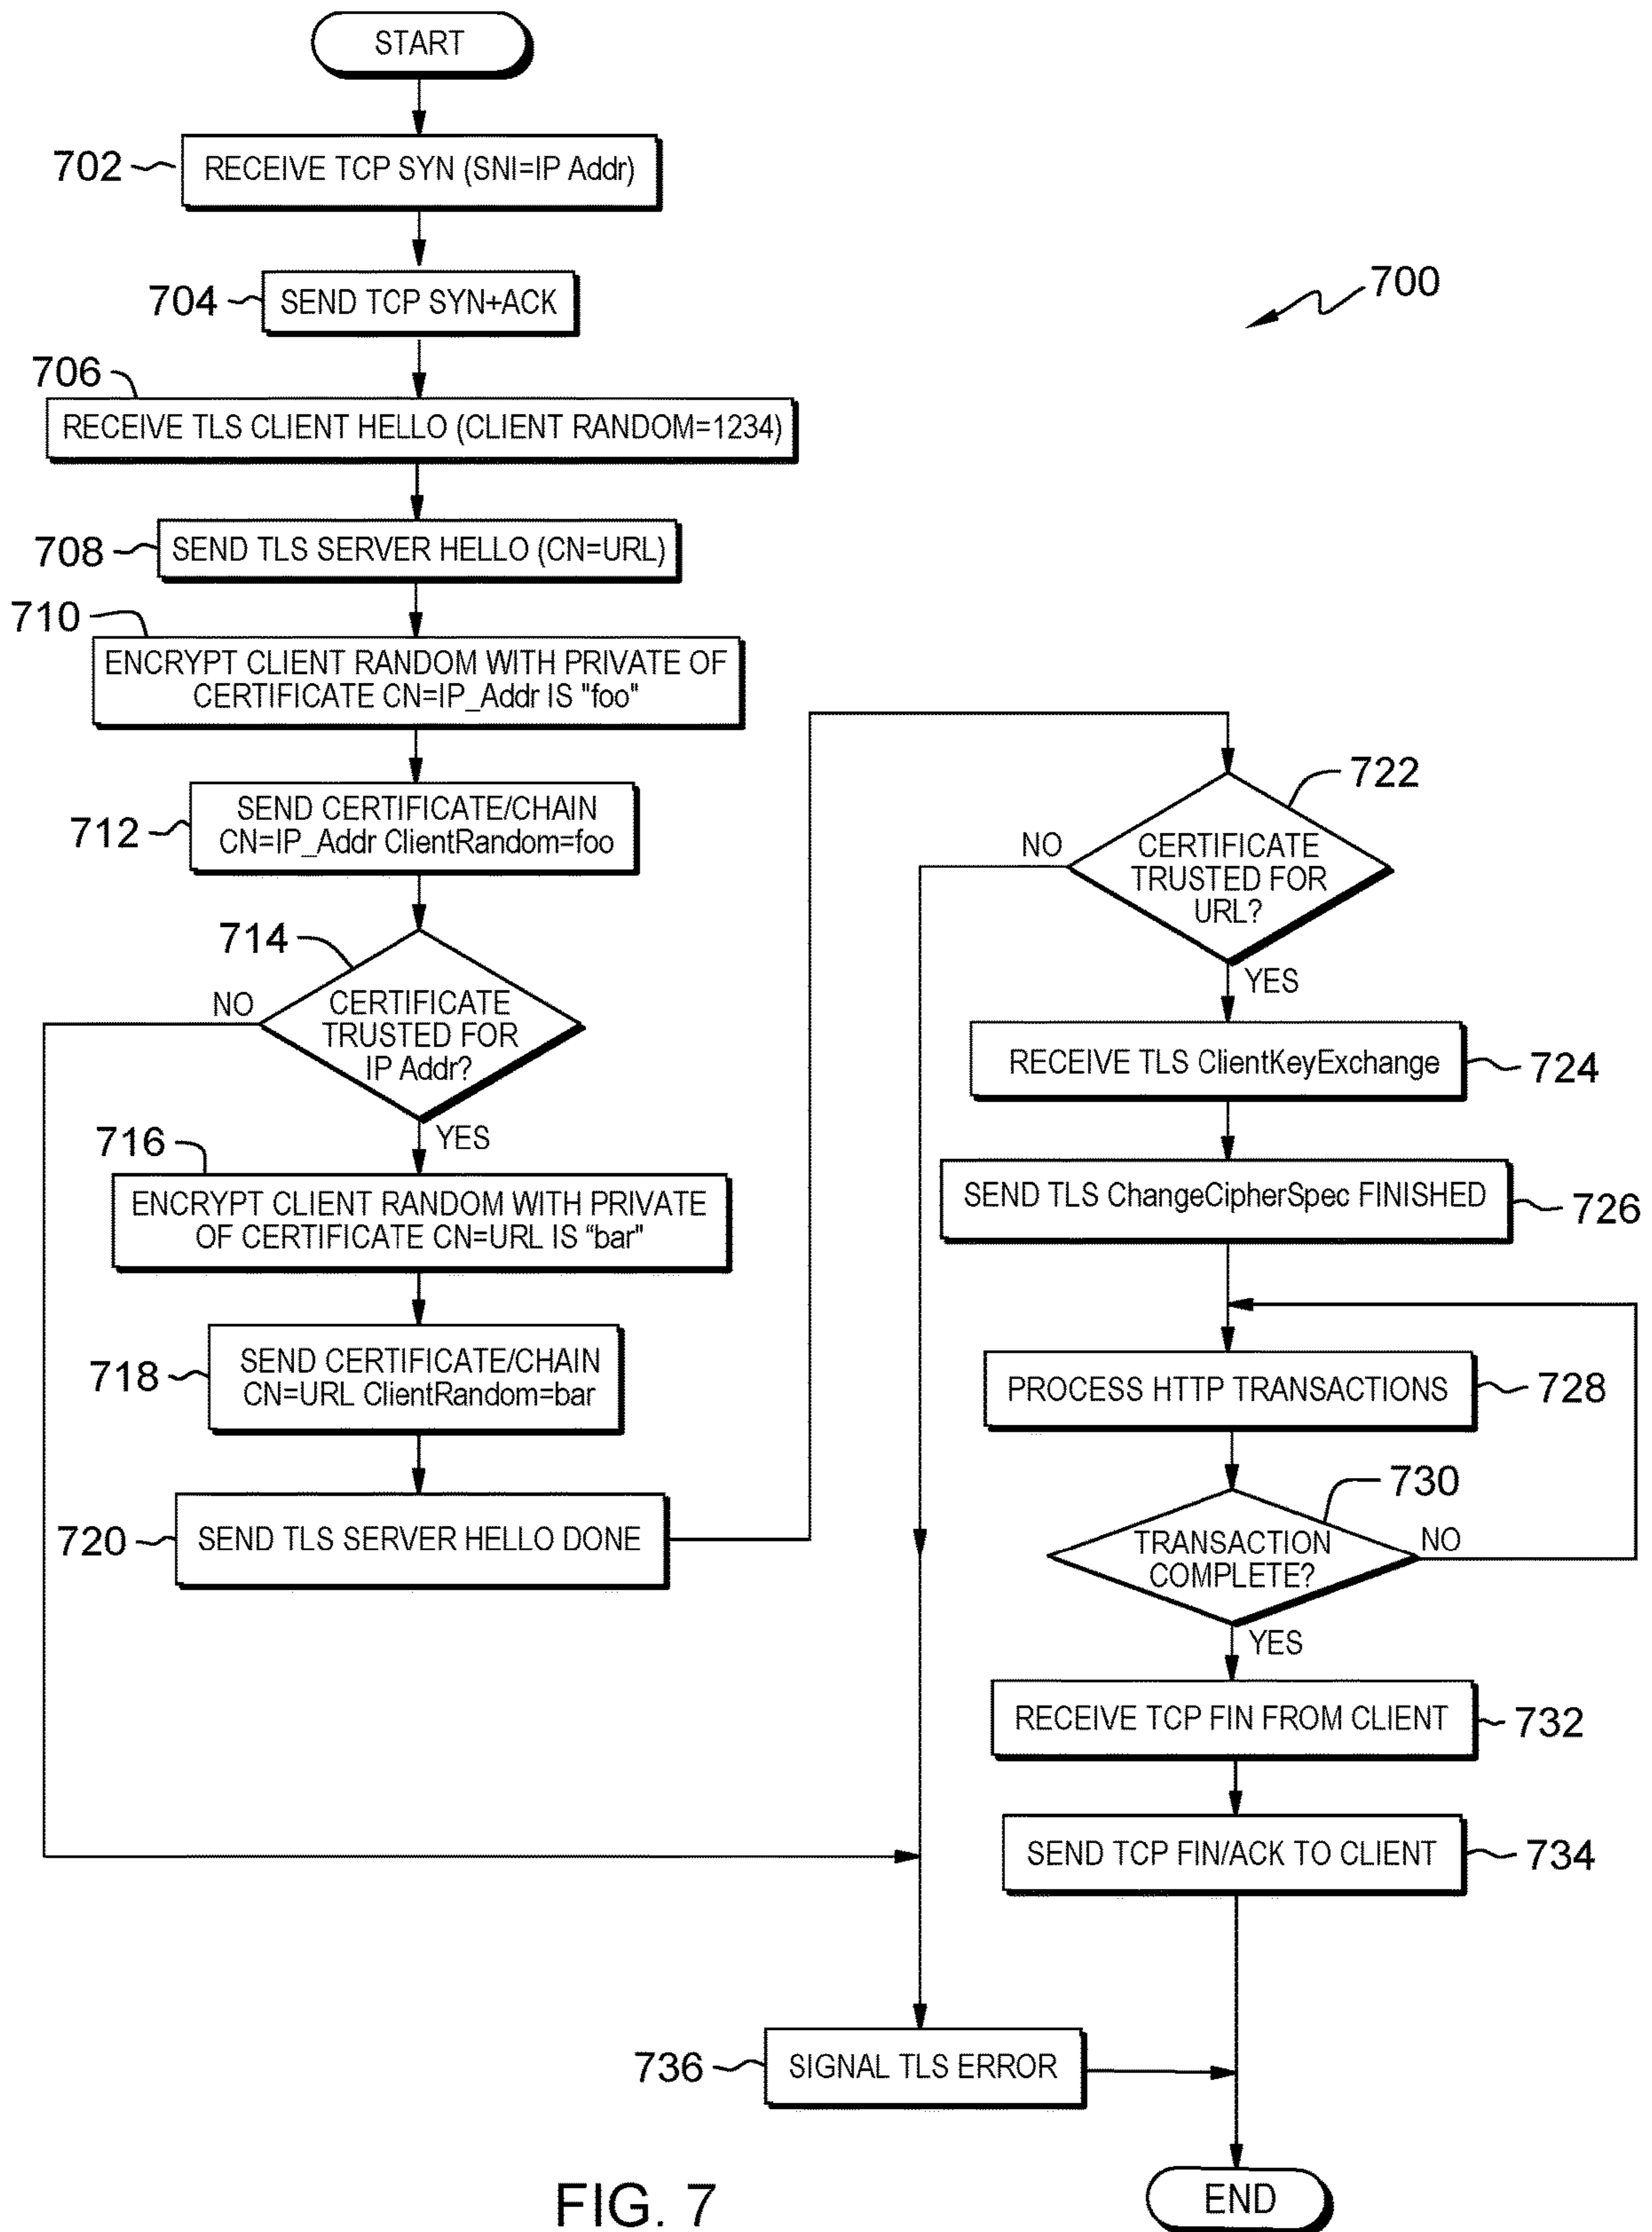 START
702
RECEIVE TCP SYN (SNI=IP Addr)
704
SEND TCP SYN+ACK
700
706
RECEIVE TLS CLIENT HELLO (CLIENT RANDOM=1234)
708
SEND TLS SERVER HELLO (CN=URL)
710
ENCRYPT CLIENT RANDOM WITH PRIVATE OF
CERTIFICATE CN=IP_Addr IS "foo"
712
SEND CERTIFICATE/CHAIN
CN=IP_Addr ClientRandom=foo
714
NO
CERTIFICATE
TRUSTED FOR
IP Addr?
YES
716
ENCRYPT CLIENT RANDOM WITH PRIVATE
OF CERTIFICATE CN=URL IS “bar"
718
SEND CERTIFICATE/CHAIN
CN=URL ClientRandom=bar
720
SEND TLS SERVER HELLO DONE
722
NO
CERTIFICATE
TRUSTED FOR
URL?
YES
RECEIVE TLS ClientKeyExchange
724
SEND TLS ChangeCipherSpec FINISHED
726
PROCESS HTTP TRANSACTIONS
728
730
TRANSACTION
COMPLETE?
NO
YES
RECEIVE TCP FIN FROM CLIENT
732
SEND TCP FIN/ACK TO CLIENT
734
736
SIGNAL TLS ERROR
END
FIG. 7